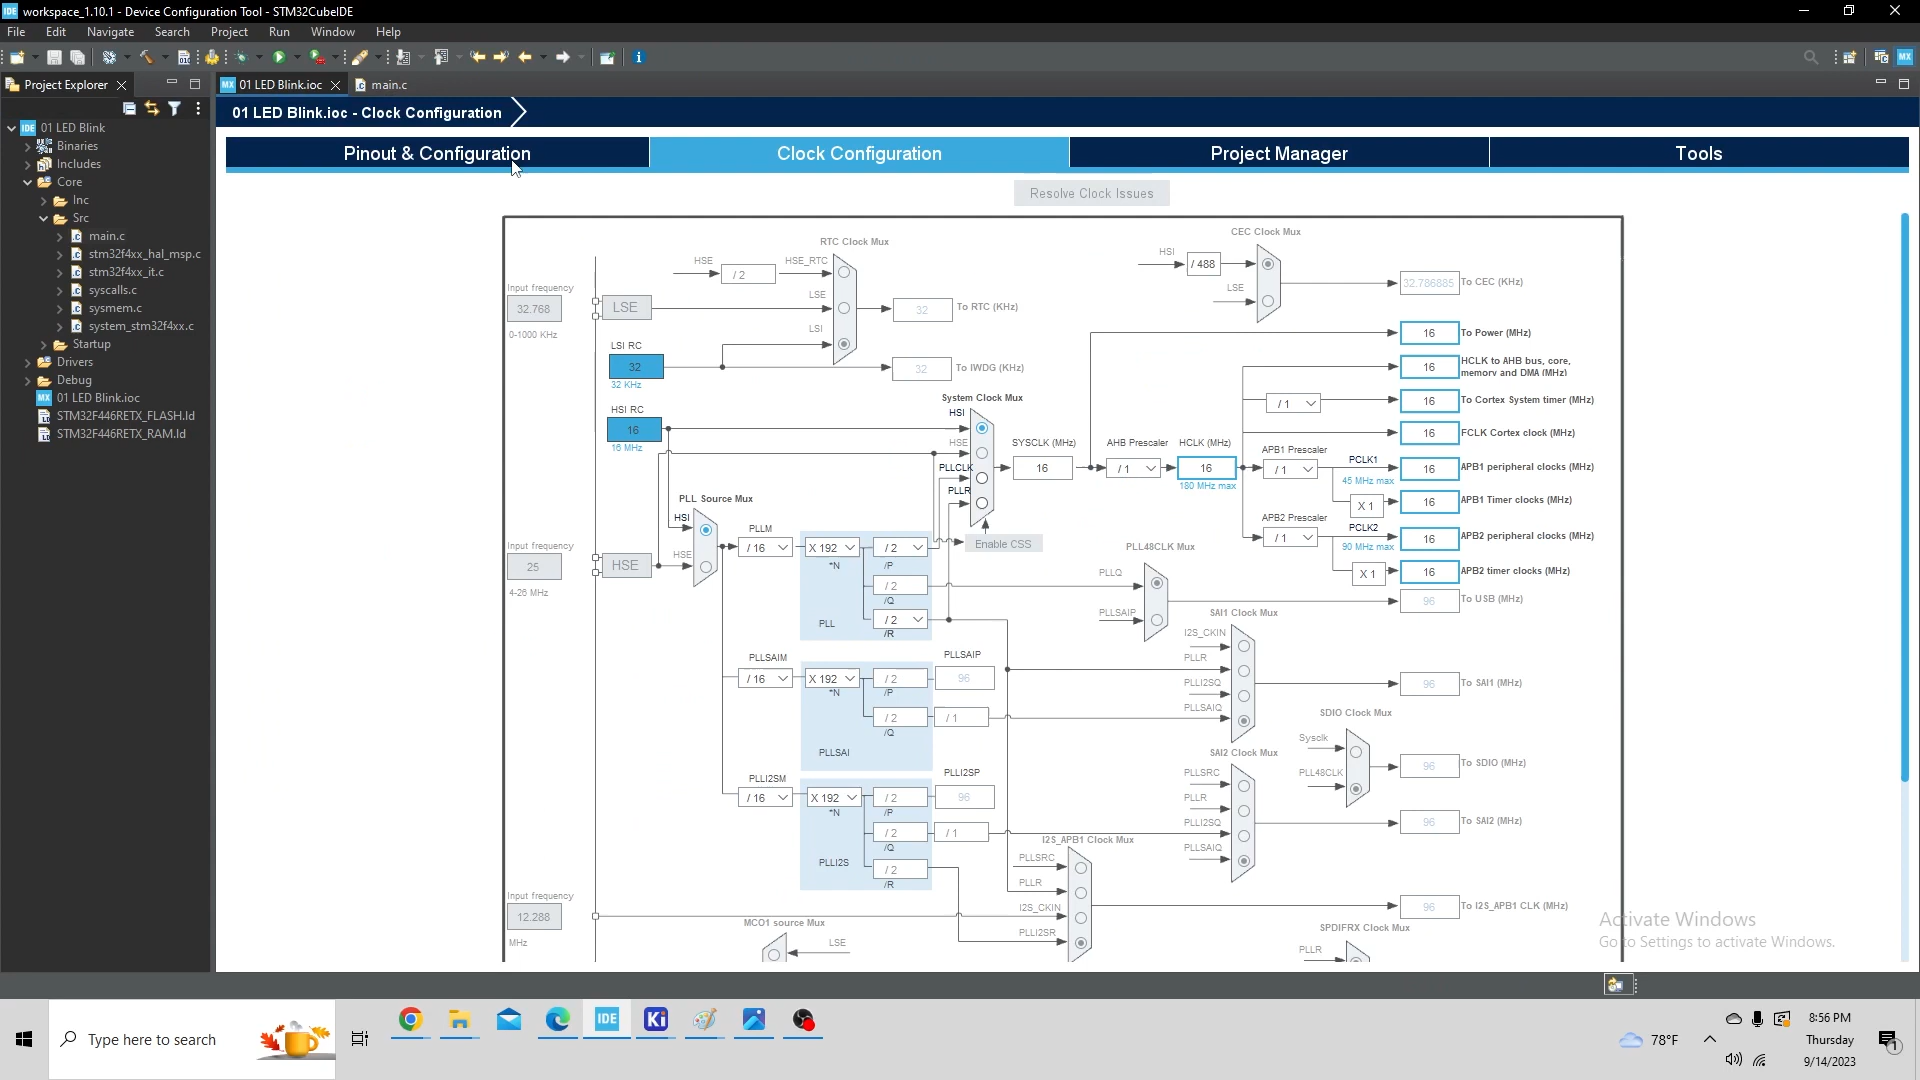 workspace_1.10.1 - Device Configuration Tool - STM32CubeIDE
File Edit Navigate Search Project Run Window Help
Project Explorer
01 LED Blink.ioc
main.c
01 LED Blink.ioc - Clock Configuration
Pinout & Configuration
Clock Configuration
Project Manager
Tools
Resolve Clock Issues
IDE 01 LED Blink
Binaries
Includes
Core
Inc
Src
main.c
stm32f4xx_hal_msp.c
stm32f4xx_it.c
syscalls.c
sysmem.c
system_stm32f4xx.c
Startup
Drivers
Debug
MX 01 LED Blink.ioc
STM32F446RETX_FLASH.ld
STM32F446RETX_RAM.ld
RTC Clock Mux
HSE
/ 2
HSE_RTC
Input frequency
32.768
0-1000 KHz
LSE
LSE
LSI
32
To RTC (KHz)
LSI RC
32
32 KHz
32
To IWDG (KHz)
CEC Clock Mux
HSI
/ 488
LSE
32.786885
To CEC (KHz)
HSI RC
16
16 MHz
System Clock Mux
HSI
HSE
PLLCLK
PLLR
Enable CSS
SYSCLK (MHz)
16
AHB Prescaler
/ 1
HCLK (MHz)
16
180 MHz max
16
To Power (MHz)
16
HCLK to AHB bus, core,
memory and DMA (MHz)
/ 1
16
To Cortex System timer (MHz)
16
FCLK Cortex clock (MHz)
APB1 Prescaler
/ 1
PCLK1
45 MHz max
16
APB1 peripheral clocks (MHz)
X 1
16
APB1 Timer clocks (MHz)
APB2 Prescaler
/ 1
PCLK2
90 MHz max
16
APB2 peripheral clocks (MHz)
X 1
16
APB2 timer clocks (MHz)
96
To USB (MHz)
PLL Source Mux
HSI
HSE
Input frequency
25
4-26 MHz
HSE
PLLM
/ 16
X 192
*N
/ 2
/P
/ 2
/Q
/ 2
/R
PLL
PLL48CLK Mux
PLLQ
PLLSAIP
PLLSAIM
/ 16
X 192
*N
/ 2
/P
/ 2
/Q
PLLSAI
PLLSAIP
96
/ 1
SAI1 Clock Mux
I2S_CKIN
PLLR
PLLI2SQ
PLLSAIQ
96
To SAI1 (MHz)
SDIO Clock Mux
Sysclk
PLL48CLK
96
To SDIO (MHz)
SAI2 Clock Mux
PLLSRC
PLLR
PLLI2SQ
PLLSAIQ
96
To SAI2 (MHz)
PLLI2SM
/ 16
X 192
*N
/ 2
/P
/ 2
/Q
/ 2
/R
PLLI2S
PLLI2SP
96
/ 1
I2S_APB1 Clock Mux
PLLSRC
PLLR
I2S_CKIN
PLLI2SR
96
To I2S_APB1 CLK (MHz)
Input frequency
12.288
MHz
MCO1 source Mux
LSE
SPDIFRX Clock Mux
PLLR
Activate Windows
Go to Settings to activate Windows.
Type here to search
IDE
Ki
78°F
8:56 PM
Thursday
9/14/2023
1